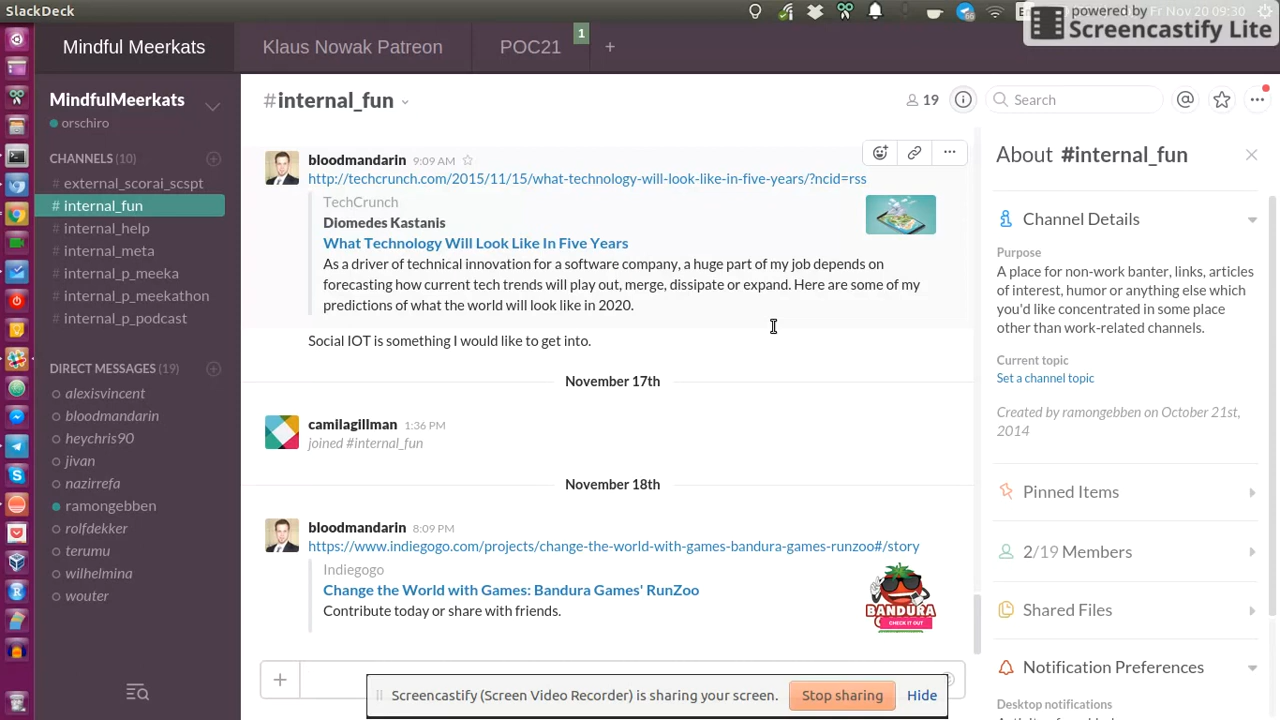 SlackDeck
Fr Nov 20 09:30
powered by
Screencastify Lite
Mindful Meerkats
Klaus Nowak Patreon
POC21
1
+
MindfulMeerkats
orschiro
CHANNELS (10)
# external_scorai_scspt
# internal_fun
# internal_help
# internal_meta
# internal_p_meeka
# internal_p_meekathon
# internal_p_podcast
DIRECT MESSAGES (19)
alexisvincent
bloodmandarin
heychris90
jivan
nazirrefa
ramongebben
rolfdekker
terumu
wilhelmina
wouter
#internal_fun
19
Search
bloodmandarin 9:09 AM
http://techcrunch.com/2015/11/15/what-technology-will-look-like-in-five-years/?ncid=rss
TechCrunch
Diomedes Kastanis
What Technology Will Look Like In Five Years
As a driver of technical innovation for a software company, a huge part of my job depends on
forecasting how current tech trends will play out, merge, dissipate or expand. Here are some of my
predictions of what the world will look like in 2020.
Social IOT is something I would like to get into.
November 17th
camilagillman 1:36 PM
joined #internal_fun
November 18th
bloodmandarin 8:09 PM
https://www.indiegogo.com/projects/change-the-world-with-games-bandura-games-runzoo#/story
Indiegogo
Change the World with Games: Bandura Games' RunZoo
Contribute today or share with friends.
BANDURA
CHECK IT OUT
About #internal_fun
Channel Details
Purpose
A place for non-work banter, links, articles
of interest, humor or anything else which
you'd like concentrated in some place
other than work-related channels.
Current topic
Set a channel topic
Created by ramongebben on October 21st,
2014
Pinned Items
2/19 Members
Shared Files
Notification Preferences
Desktop notifications
Screencastify (Screen Video Recorder) is sharing your screen.
Stop sharing
Hide